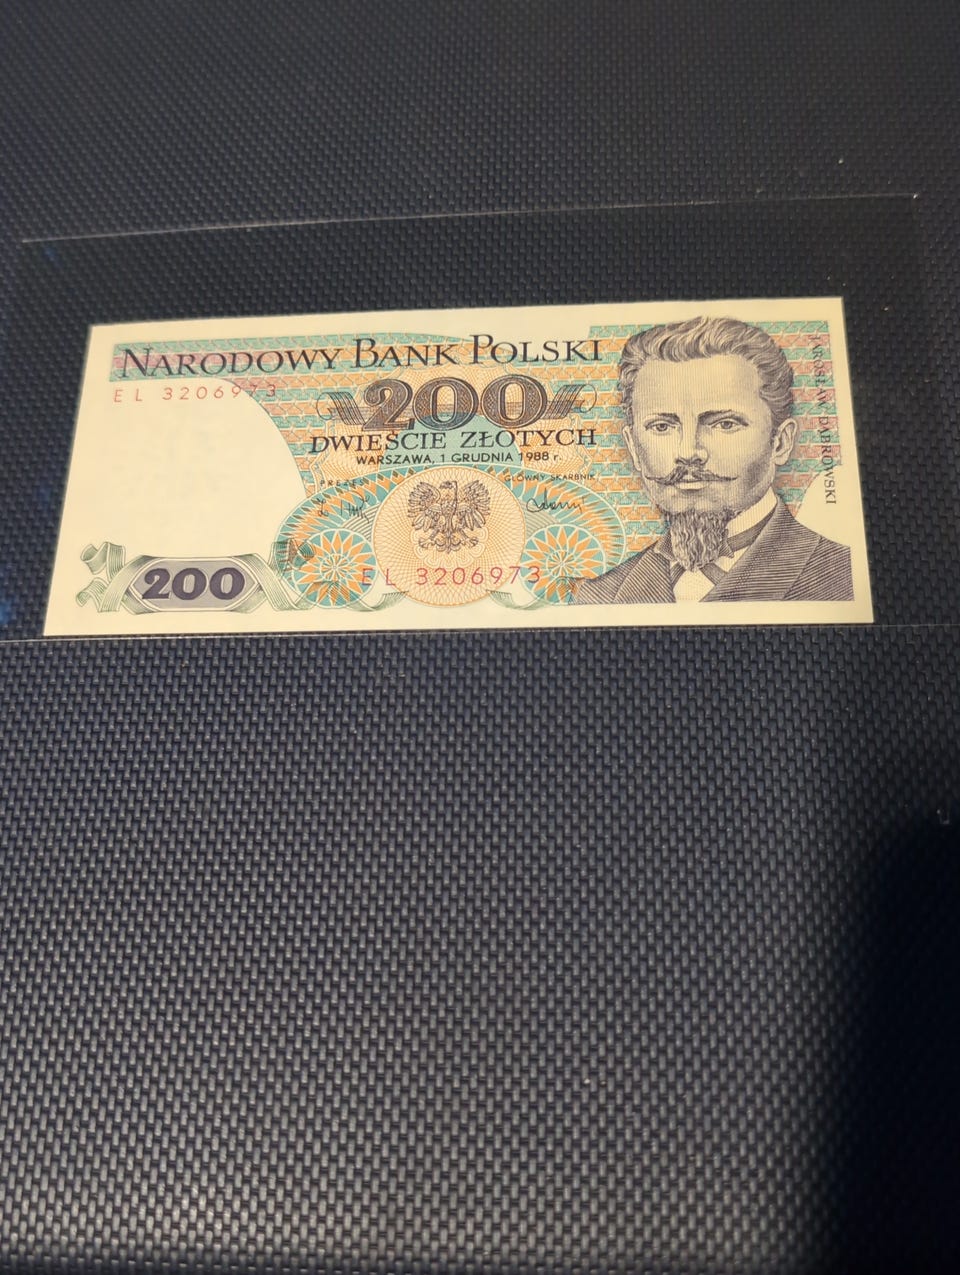 NARODOWY BANK POLSKI
EL 3206973
200
DWIEŚCIE ZŁOTYCH
WARSZAWA, 1 GRUDNIA 1988 r.
PREZES
GŁÓWNY SKARBNIK
EL 3206973
200
JAROSŁAW DĄBROWSKI